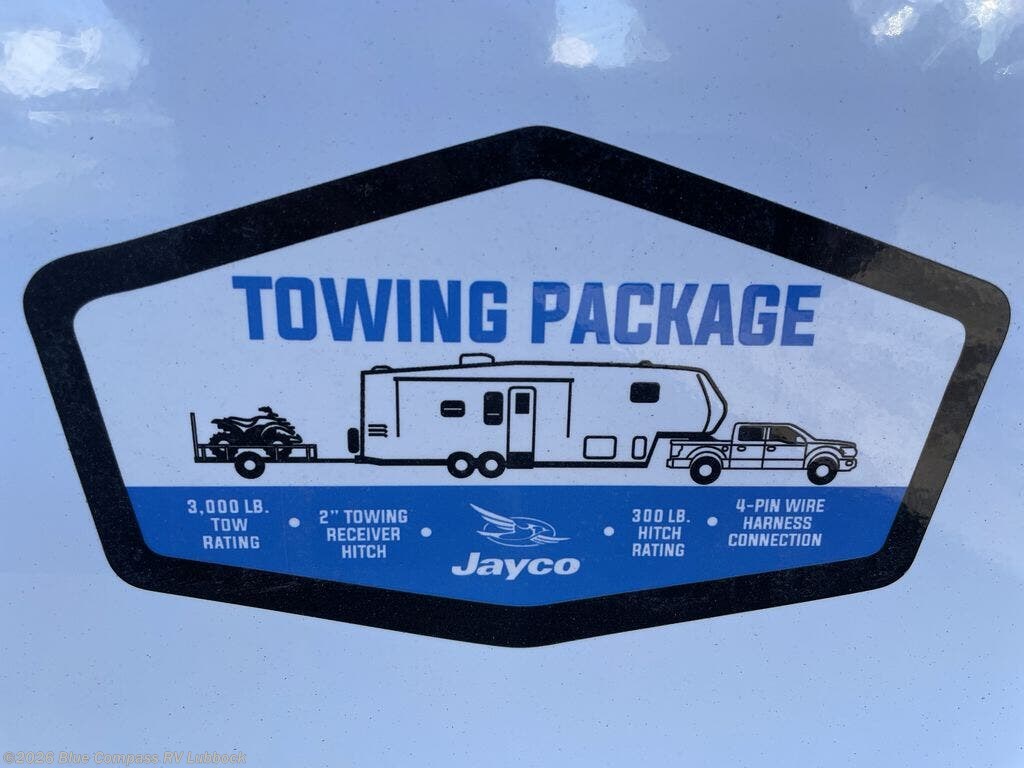 TOWING PACKAGE
3,000 LB.
TOW
RATING
2" TOWING
RECEIVER
HITCH
Jayco
300 LB.
HITCH
RATING
4-PIN WIRE
HARNESS
CONNECTION
©2026 Blue Compass RV Lubbock